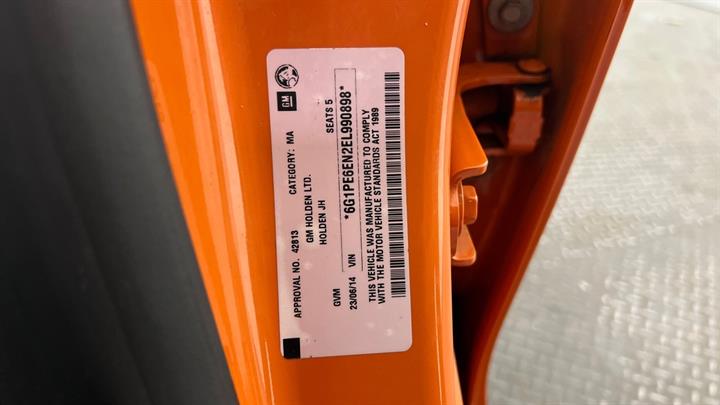 APPROVAL NO. 42813 CATEGORY: MA
GM
GM HOLDEN LTD.
HOLDEN JH SEATS 5
*6G1PE6EN2EL990898*
GVM
23/06/14 VIN
THIS VEHICLE WAS MANUFACTURED TO COMPLY
WITH THE MOTOR VEHICLE STANDARDS ACT 1989